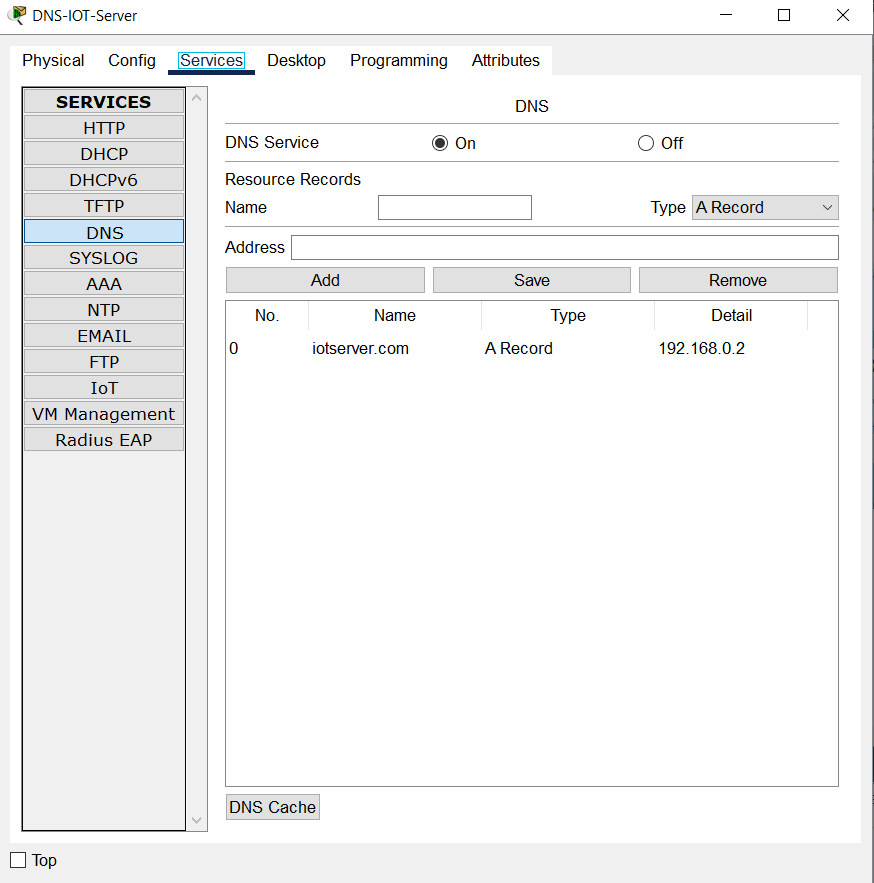 DNS-IOT-Server
Physical Config Services Desktop Programming Attributes
SERVICES
HTTP
DHCP
DHCPv6
TFTP
DNS
SYSLOG
AAA
NTP
EMAIL
FTP
IoT
VM Management
Radius EAP
DNS
DNS Service On Off
Resource Records
Name Type A Record
Address
Add Save Remove
No. Name Type Detail
0 iotserver.com A Record 192.168.0.2
DNS Cache
Top